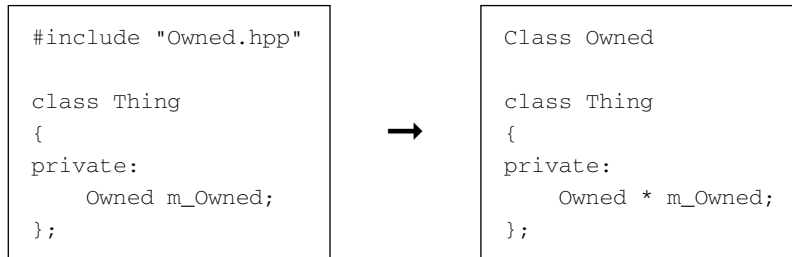 #include "Owned.hpp"
class Thing
{
private:
    Owned m_Owned;
};
Class Owned
class Thing
{
private:
    Owned * m_Owned;
};